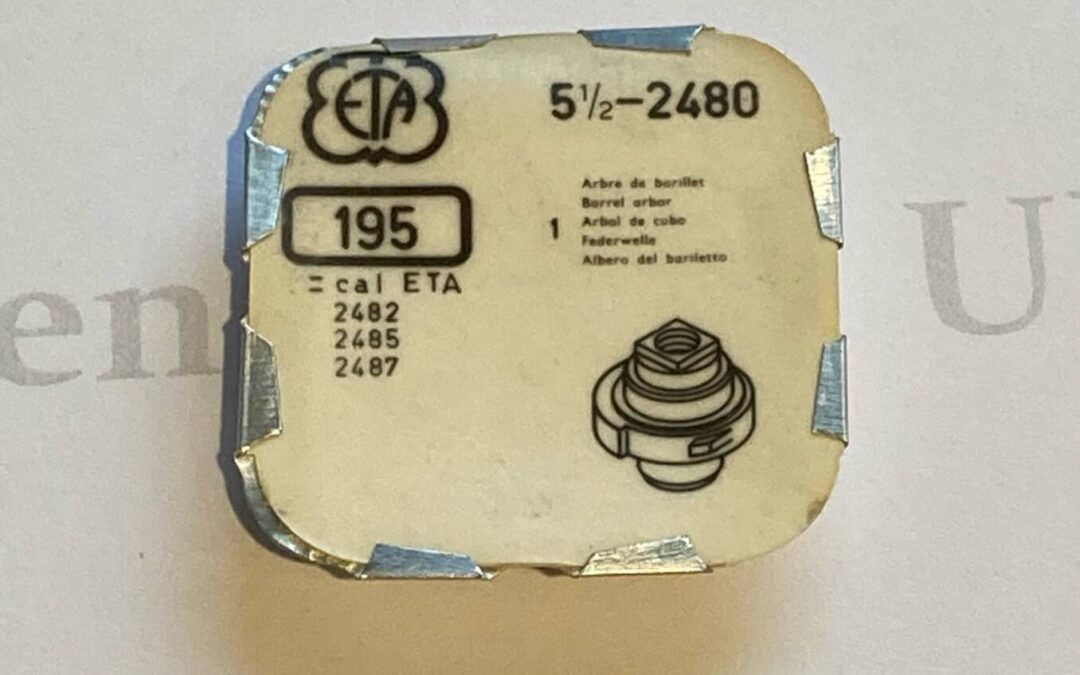 ETA
5½-2480
195
= cal ETA
2482
2485
2487
1
Arbre de barillet
Barrel arbor
Arbol de cubo
Federwelle
Albero del bariletto
en
U